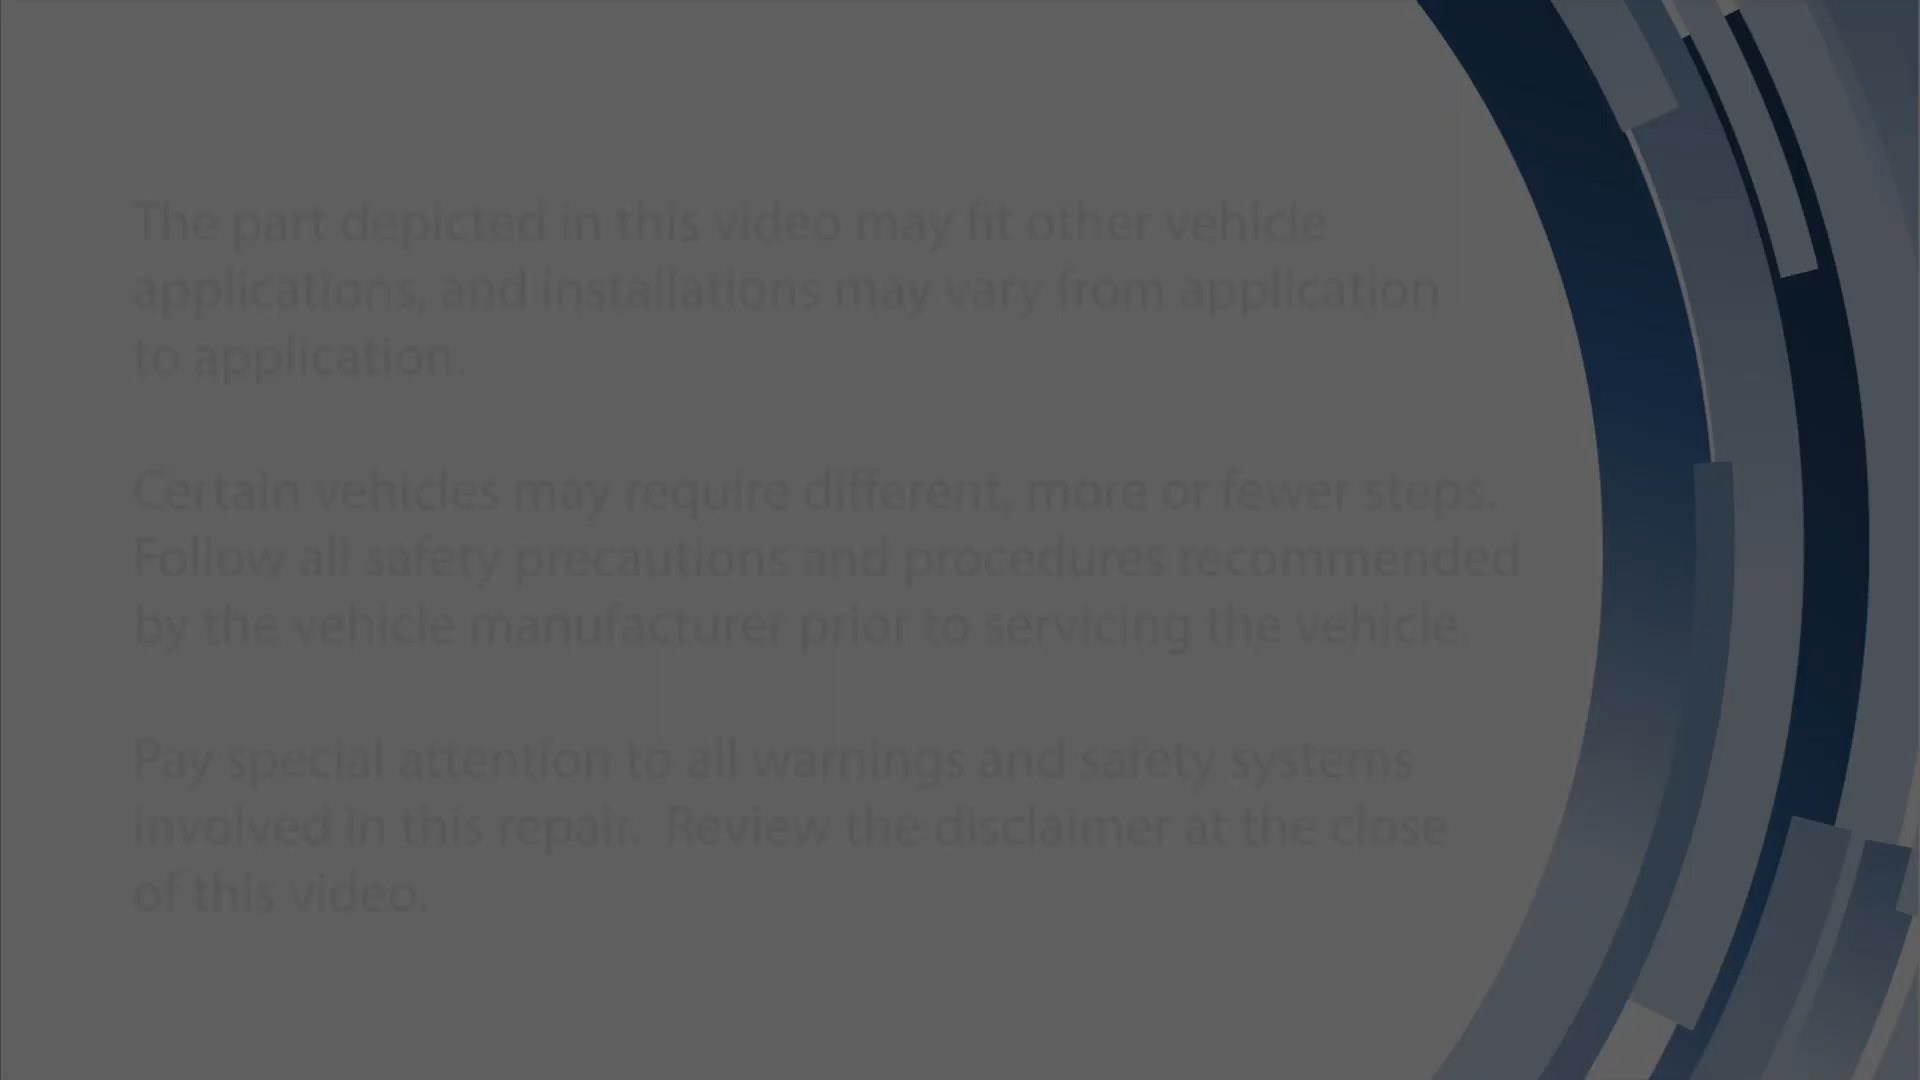 The part depicted in this video may fit other vehicle
applications, and installations may vary from application
to application.
Certain vehicles may require different, more or fewer steps.
Follow all safety precautions and procedures recommended
by the vehicle manufacturer prior to servicing the vehicle.
Pay special attention to all warnings and safety systems
involved in this repair.  Review the disclaimer at the close
of this video.